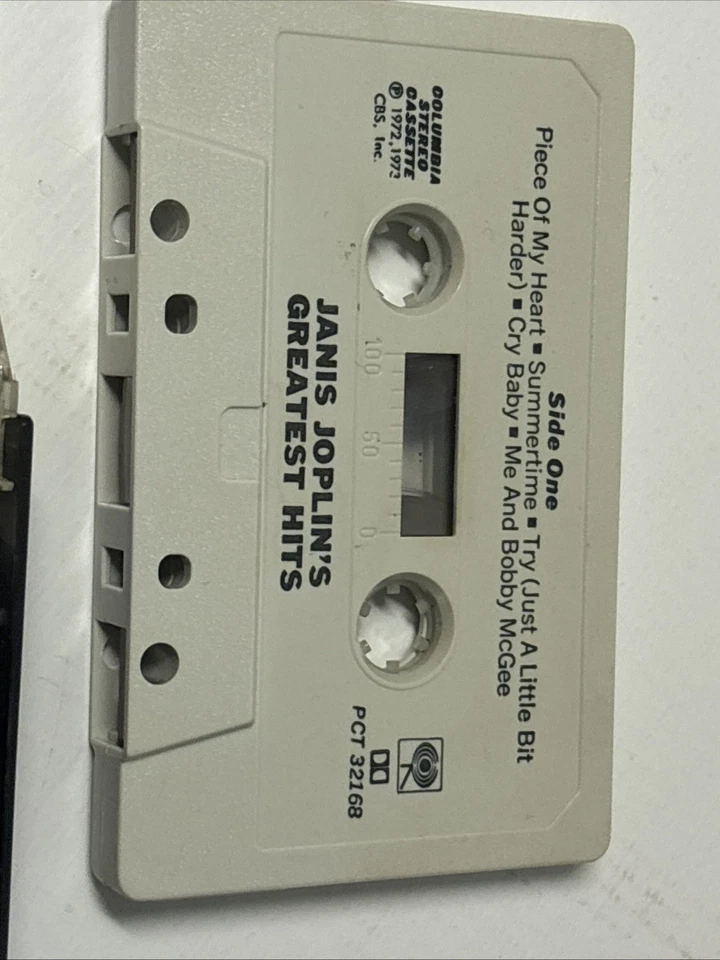 Side One
Piece Of My Heart ▪ Summertime ▪ Try (Just A Little Bit
Harder) ▪ Cry Baby ▪ Me And Bobby McGee
COLUMBIA
STEREO
CASSETTE
℗ 1972, 1973
CBS, Inc.
100 50 0
PCT 32168
JANIS JOPLIN'S
GREATEST HITS